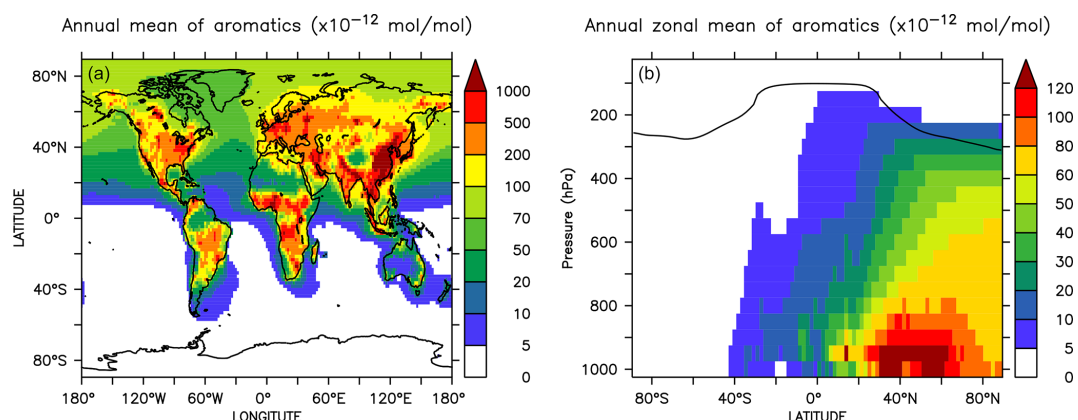 Annual mean of aromatics (x10⁻¹² mol/mol)
(a)
80°N
40°N
0°
40°S
80°S
LATITUDE
180°
120°W
60°W
0°
60°E
120°E
180°
LONGITUTE
1000
500
200
100
70
50
20
10
5
0
Annual zonal mean of aromatics (x10⁻¹² mol/mol)
(b)
200
400
600
800
1000
Pressure (hPa)
80°S
40°S
0°
40°N
80°N
LATITUDE
120
100
80
60
50
40
30
20
10
5
0